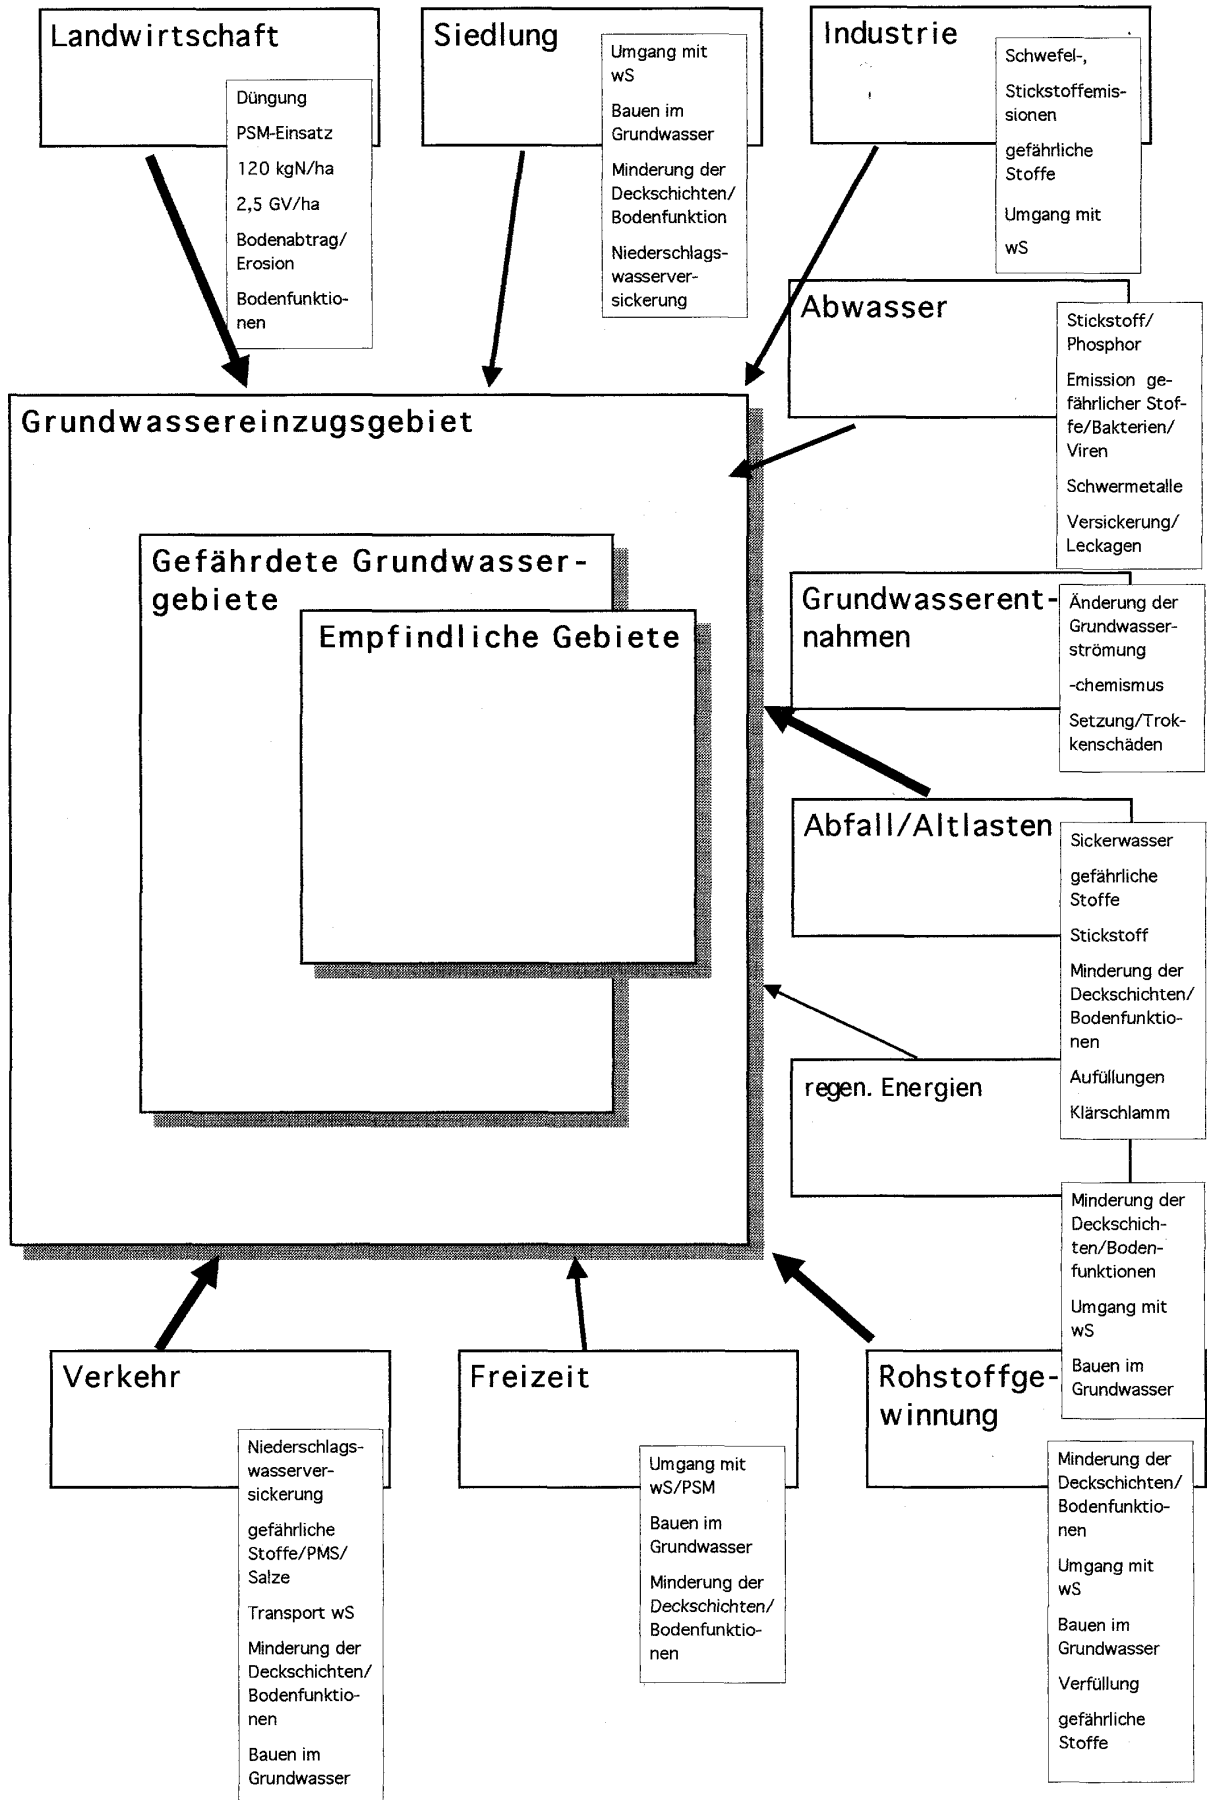 Landwirtschaft
Düngung
PSM-Einsatz
120 kgN/ha
2,5 GV/ha
Bodenabtrag/
Erosion
Bodenfunktio-
nen
Siedlung
Umgang mit
wS
Bauen im
Grundwasser
Minderung der
Deckschichten/
Bodenfunktion
Niederschlags-
wasserver-
sickerung
Industrie
Schwefel-,
Stickstoffemis-
sionen
gefährliche
Stoffe
Umgang mit
wS
Abwasser
Stickstoff/
Phosphor
Emission ge-
fährlicher Stof-
fe/Bakterien/
Viren
Schwermetalle
Versickerung/
Leckagen
Grundwassereinzugsgebiet
Gefährdete Grundwasser-
gebiete
Empfindliche Gebiete
Grundwasserent-
nahmen
Änderung der
Grundwasser-
strömung
-chemismus
Setzung/Trok-
kenschäden
Abfall/Altlasten
Sickerwasser
gefährliche
Stoffe
Stickstoff
Minderung der
Deckschichten/
Bodenfunktio-
nen
Aufüllungen
Klärschlamm
regen. Energien
Minderung der
Deckschich-
ten/Boden-
funktionen
Umgang mit
wS
Bauen im
Grundwasser
Verkehr
Niederschlags-
wasserver-
sickerung
gefährliche
Stoffe/PMS/
Salze
Transport wS
Minderung der
Deckschichten/
Bodenfunktio-
nen
Bauen im
Grundwasser
Freizeit
Umgang mit
wS/PSM
Bauen im
Grundwasser
Minderung der
Deckschichten/
Bodenfunktio-
nen
Rohstoffge-
winnung
Minderung der
Deckschichten/
Bodenfunktio-
nen
Umgang mit
wS
Bauen im
Grundwasser
Verfüllung
gefährliche
Stoffe